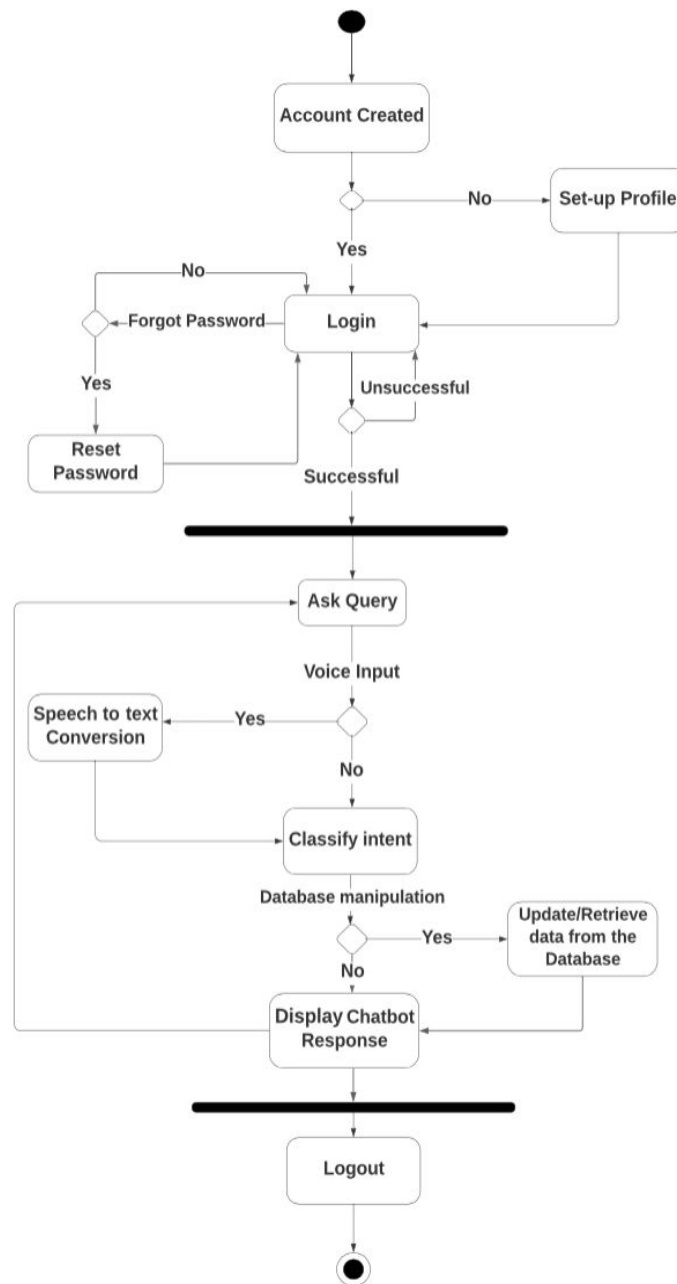 Account Created
No
Set-up Profile
Yes
No
Forgot Password
Login
Yes
Unsuccessful
Reset
Password
Successful
Ask Query
Voice Input
Speech to text
Conversion
Yes
No
Classify intent
Database manipulation
Yes
Update/Retrieve
data from the
Database
No
Display Chatbot
Response
Logout